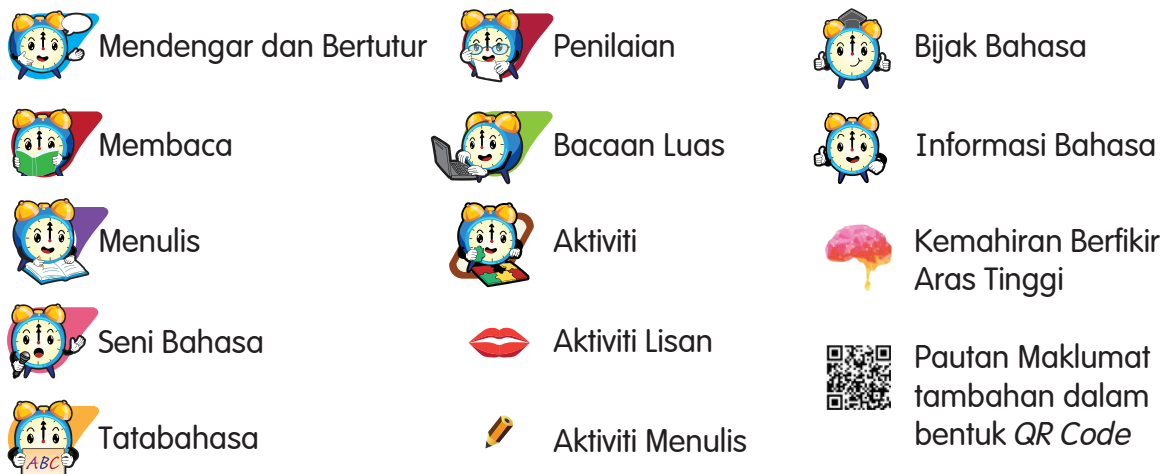 Mendengar dan Bertutur
Membaca
Menulis
Seni Bahasa
Tatabahasa
ABC
Penilaian
Bacaan Luas
Aktiviti
Aktiviti Lisan
Aktiviti Menulis
Bijak Bahasa
Informasi Bahasa
Kemahiran Berfikir
Aras Tinggi
Pautan Maklumat
tambahan dalam
bentuk QR Code